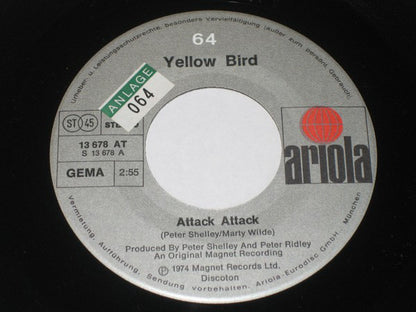 Urheber- u. Leistungsschutzrechte, besonders Vervielfältigung (außer zum pers. Gebrauch)
64
Yellow Bird
ANLAGE
064
ST 45
STE
13 678 AT
S 13 678 A
GEMA 2:55
ariola
Attack Attack
(Peter Shelley/Marty Wilde)
Produced By Peter Shelley And Peter Ridley
An Original Magnet Recording
℗ 1974 Magnet Records Ltd.
Discoton
Vermietung, Aufführung, Sendung vorbehalten. Ariola-Eurodisc GmbH, München